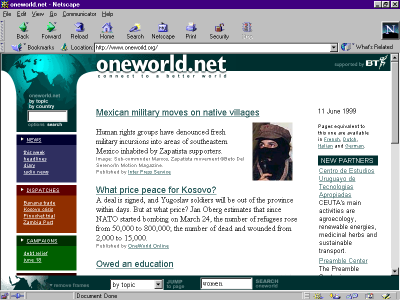 oneworld.net - Netscape
File Edit View Go Communicator Help
Back Forward Reload Home Search Netscape Print Security Stop
Bookmarks Location: http://www.oneworld.org/ What's Related
oneworld.net
connect to a better world
supported by BT
oneworld.net
by topic
by country
options search
NEWS
this week
headlines
diary
radio news
DISPATCHES
Banana trade
Kosovo crisis
Pinochet trial
Zambia Post
CAMPAIGNS
debt relief
june 18
Mexican military moves on native villages
Human rights groups have denounced fresh
military incursions into areas of southeastern
Mexico inhabited by Zapatista supporters.
Image: Sub-commander Marcos, Zapatista movement ©Beto Del
Sereno/In Motion Magazine.
Published by Inter Press Service
What price peace for Kosovo?
A deal is signed, and Yugoslav soldiers will be out of the province
within days. But at what price? Jan Oberg estimates that since
NATO started bombing on March 24, the number of refugees rose
from 50,000 to 800,000; the number of dead and wounded from
2,000 to 15,000.
Published by OneWorld Online
Owed an education
11 June 1999
Pages equivalent to
this one are available
in French, Dutch,
Italian and German.
NEW PARTNERS
Centro de Estudios
Uruguayo de
Tecnologias
Apropiadas
CEUTA's main
activities are
agroecology,
renewable energies,
medicinal herbs and
sustainable
transport.
Preamble Center
The Preamble
remove frames by topic JUMP to page women SEARCH oneworld
Document: Done